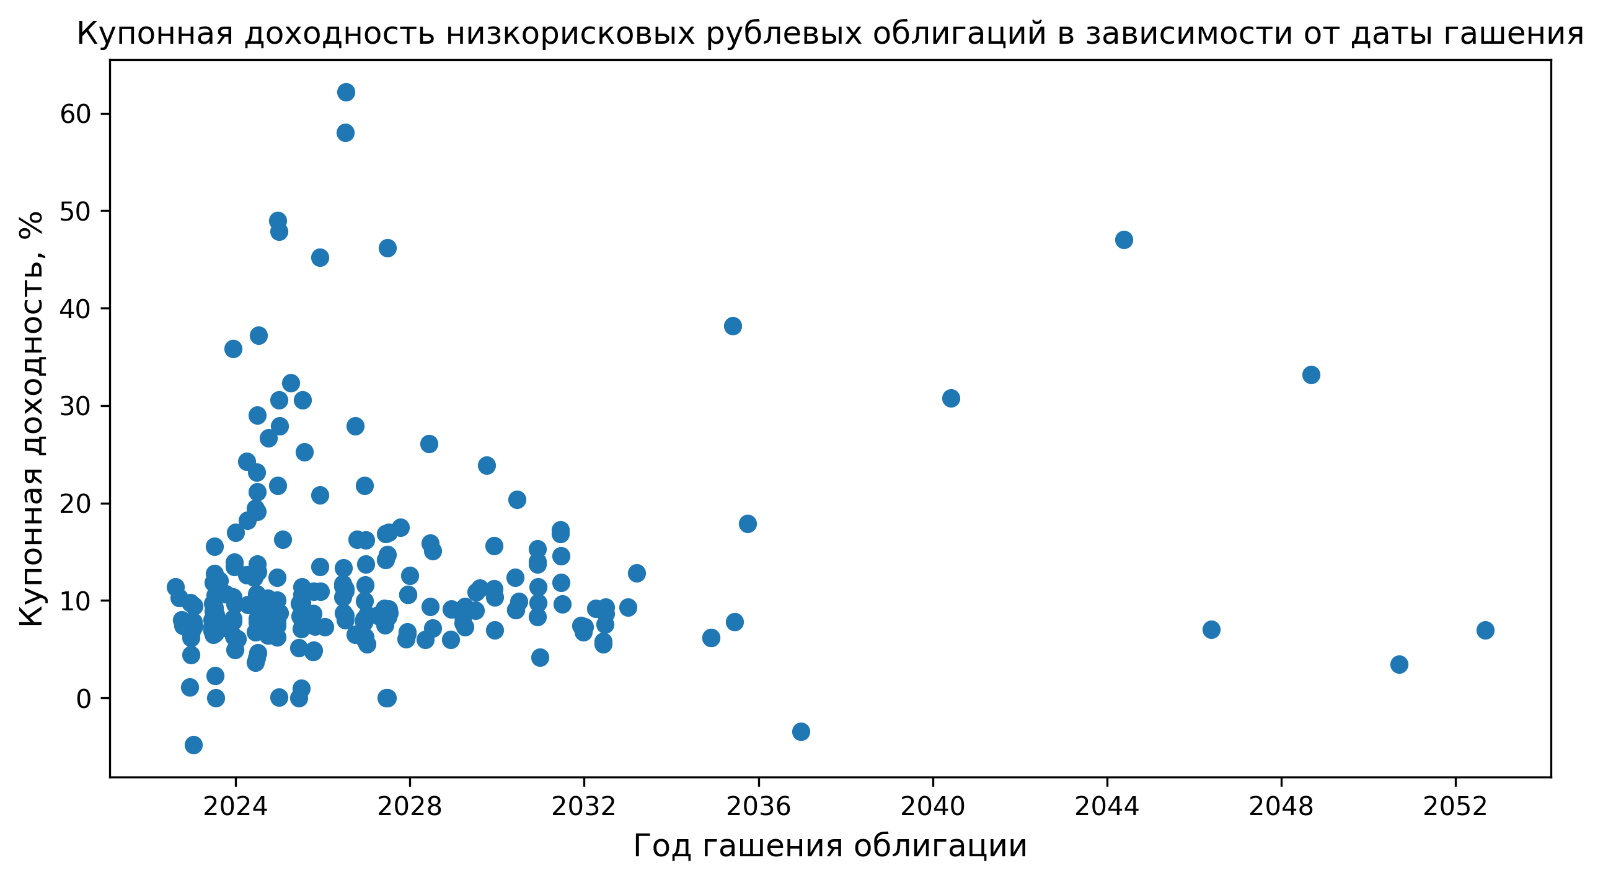 Купонная доходность низкорисковых рублевых облигаций в зависимости от даты гашения
Купонная доходность, %
60
50
40
30
20
10
0
2024 2028 2032 2036 2040 2044 2048 2052
Год гашения облигации